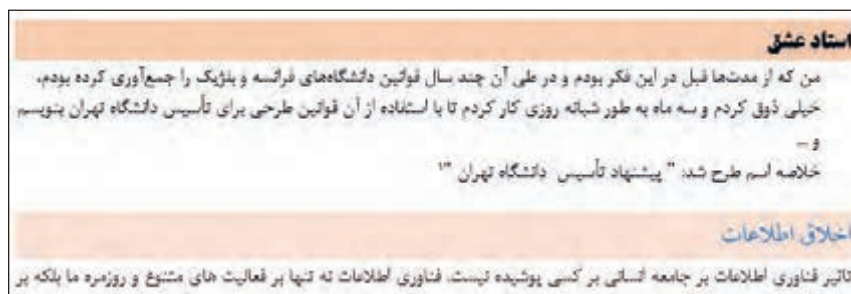 استاد عشق
من که از مدت‌ها قبل در این فکر بودم و در طی آن چند سال قوانین دانشگاه‌های فرانسه و بلژیک را جمع‌آوری کرده بودم،
خیلی ذوق کردم و سه ماه به طور شبانه روزی کار کردم تا با استفاده از آن قوانین طرحی برای تأسیس دانشگاه تهران بنویسم
و ...
خلاصه اسم طرح شد: " پیشنهاد تأسیس دانشگاه تهران "۱
اخلاق اطلاعات
تاثیر فناوری اطلاعات بر جامعه انسانی بر کسی پوشیده نیست. فناوری اطلاعات نه تنها بر فعالیت های متنوع و روزمره ما بلکه بر